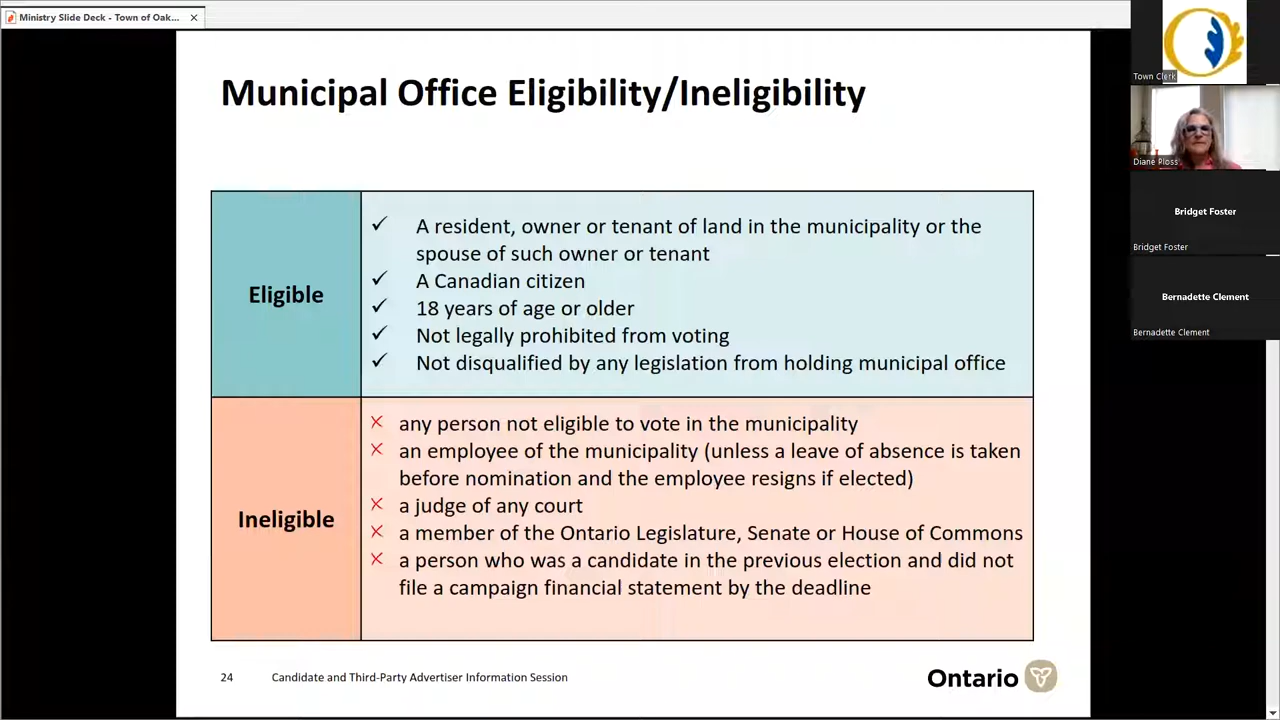 Ministry Slide Deck - Town of Oak...
Municipal Office Eligibility/Ineligibility
Eligible
✓ A resident, owner or tenant of land in the municipality or the
spouse of such owner or tenant
✓ A Canadian citizen
✓ 18 years of age or older
✓ Not legally prohibited from voting
✓ Not disqualified by any legislation from holding municipal office
Ineligible
× any person not eligible to vote in the municipality
× an employee of the municipality (unless a leave of absence is taken
before nomination and the employee resigns if elected)
× a judge of any court
× a member of the Ontario Legislature, Senate or House of Commons
× a person who was a candidate in the previous election and did not
file a campaign financial statement by the deadline
24
Candidate and Third-Party Advertiser Information Session
Ontario
Town Clerk
Diane Ploss
Bridget Foster
Bridget Foster
Bernadette Clement
Bernadette Clement